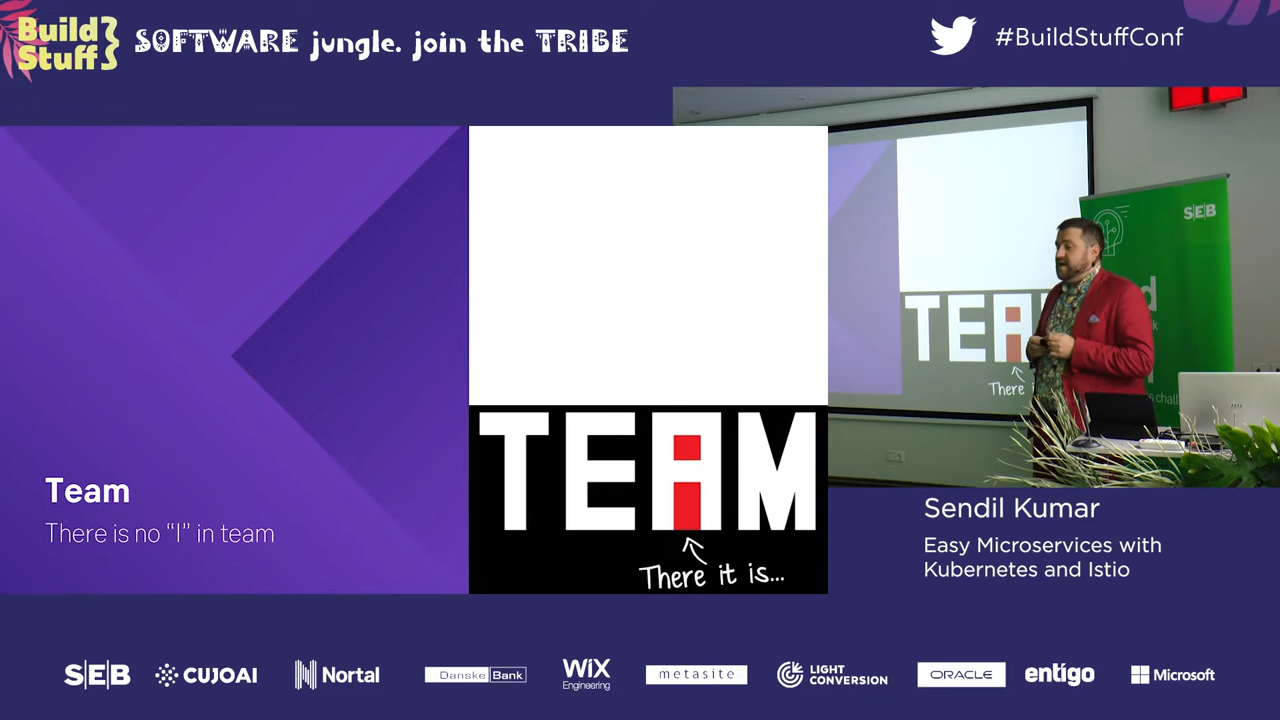 Build
Stuff
SOFTWARE jungle. join the TRIBE
#BuildStuffConf
Team
There is no "I" in team
TEAM
There it is...
TEA
There i
SEB
d
k
challe
Sendil Kumar
Easy Microservices with
Kubernetes and Istio
SEB
CUJOAI
Nortal
Danske Bank
WiX
Engineering
metasite
LIGHT
CONVERSION
ORACLE
entigo
Microsoft